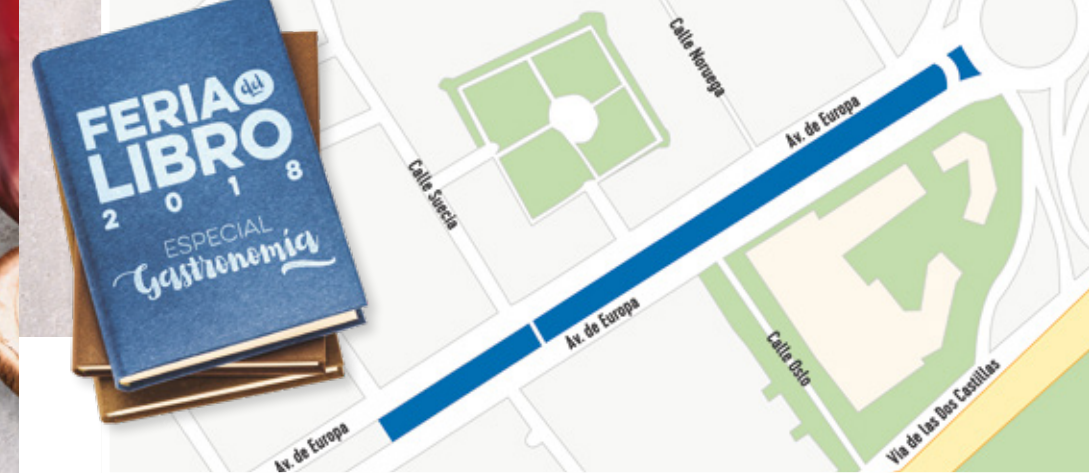 FERIA del
LIBRO
2018
ESPECIAL
Gastronomía
Calle Noruega
Av. de Europa
Calle Suecia
Av. de Europa
Calle Oslo
Vía de las Dos Castillas
Av. de Europa